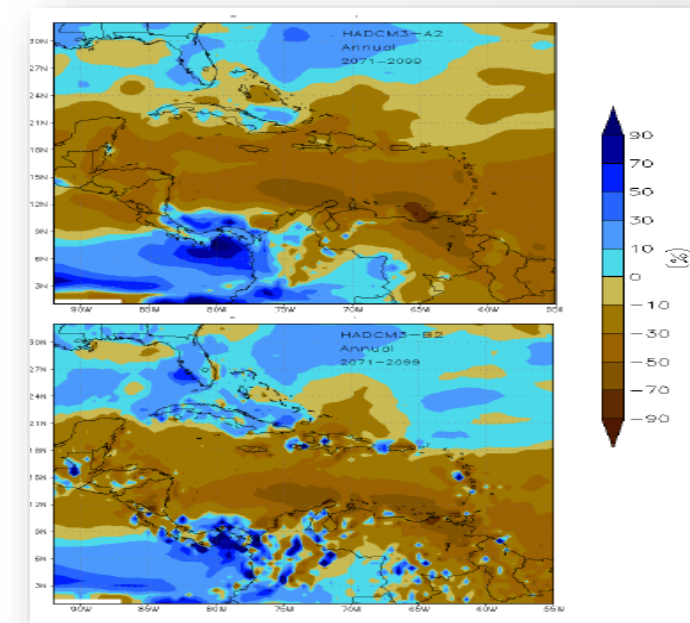 HADCM3-A2
Annual
2071-2099
30N
27N
24N
21N
18N
15N
12N
9N
6N
3N
90W 85W 80W 75W 70W 65W 60W 55W
HADCM3-B2
Annual
2071-2099
30N
27N
24N
21N
18N
15N
12N
9N
6N
3N
90W 85W 80W 75W 70W 65W 60W 55W
90
70
50
30
10
0
-10
-30
-50
-70
-90
(%)